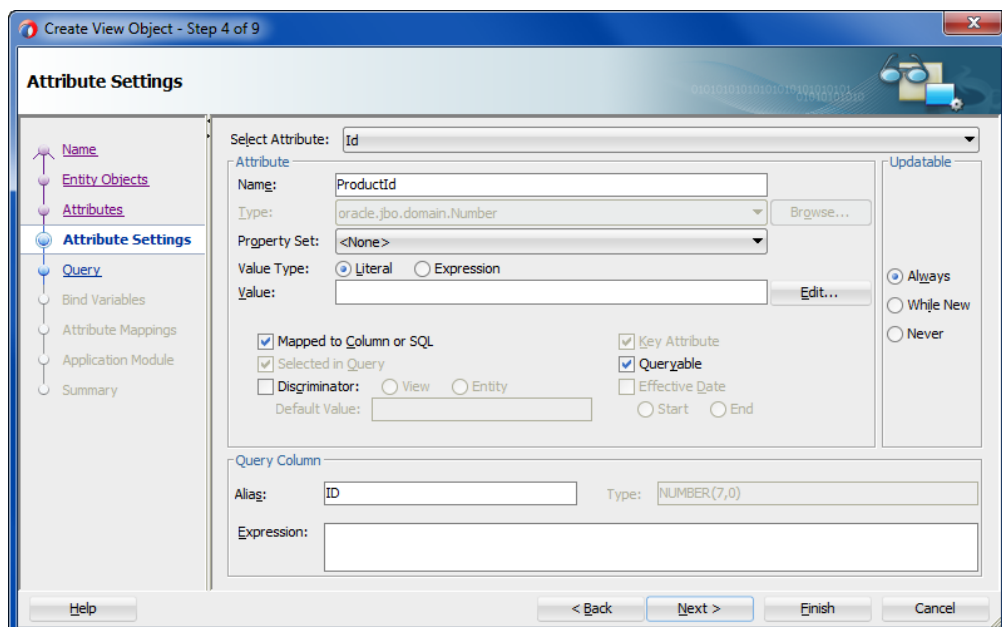 Create View Object - Step 4 of 9
Attribute Settings
Name
Entity Objects
Attributes
Attribute Settings
Query
Bind Variables
Attribute Mappings
Application Module
Summary
Select Attribute: Id
Attribute
Name: ProductId
Type: oracle.jbo.domain.Number Browse...
Property Set: <None>
Value Type: Literal Expression
Value: Edit...
Mapped to Column or SQL Key Attribute
Selected in Query Queryable
Discriminator: View Entity Effective Date
Default Value: Start End
Updatable
Always
While New
Never
Query Column
Alias: ID Type: NUMBER(7,0)
Expression:
Help < Back Next > Finish Cancel